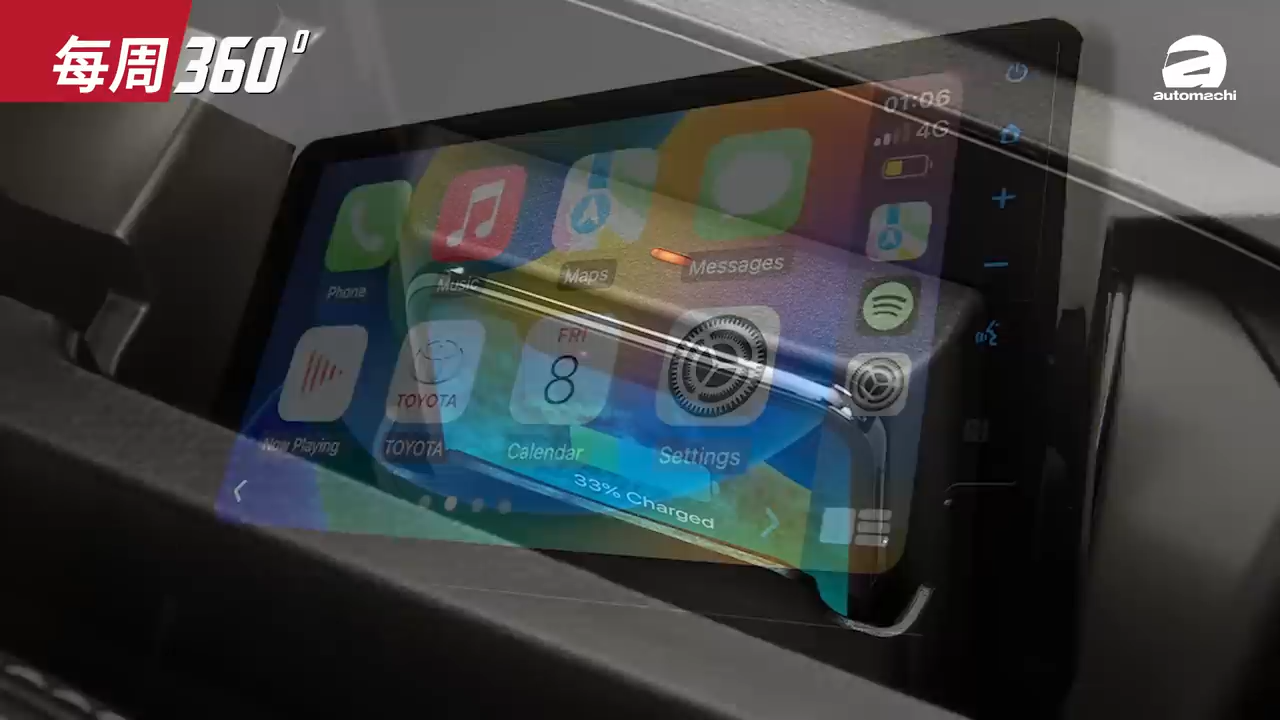 每周360°
automachi
01:06
4G
Phone
Music
Maps
Messages
FRI
8
TOYOTA
Now Playing
TOYOTA
Calendar
Settings
33% Charged